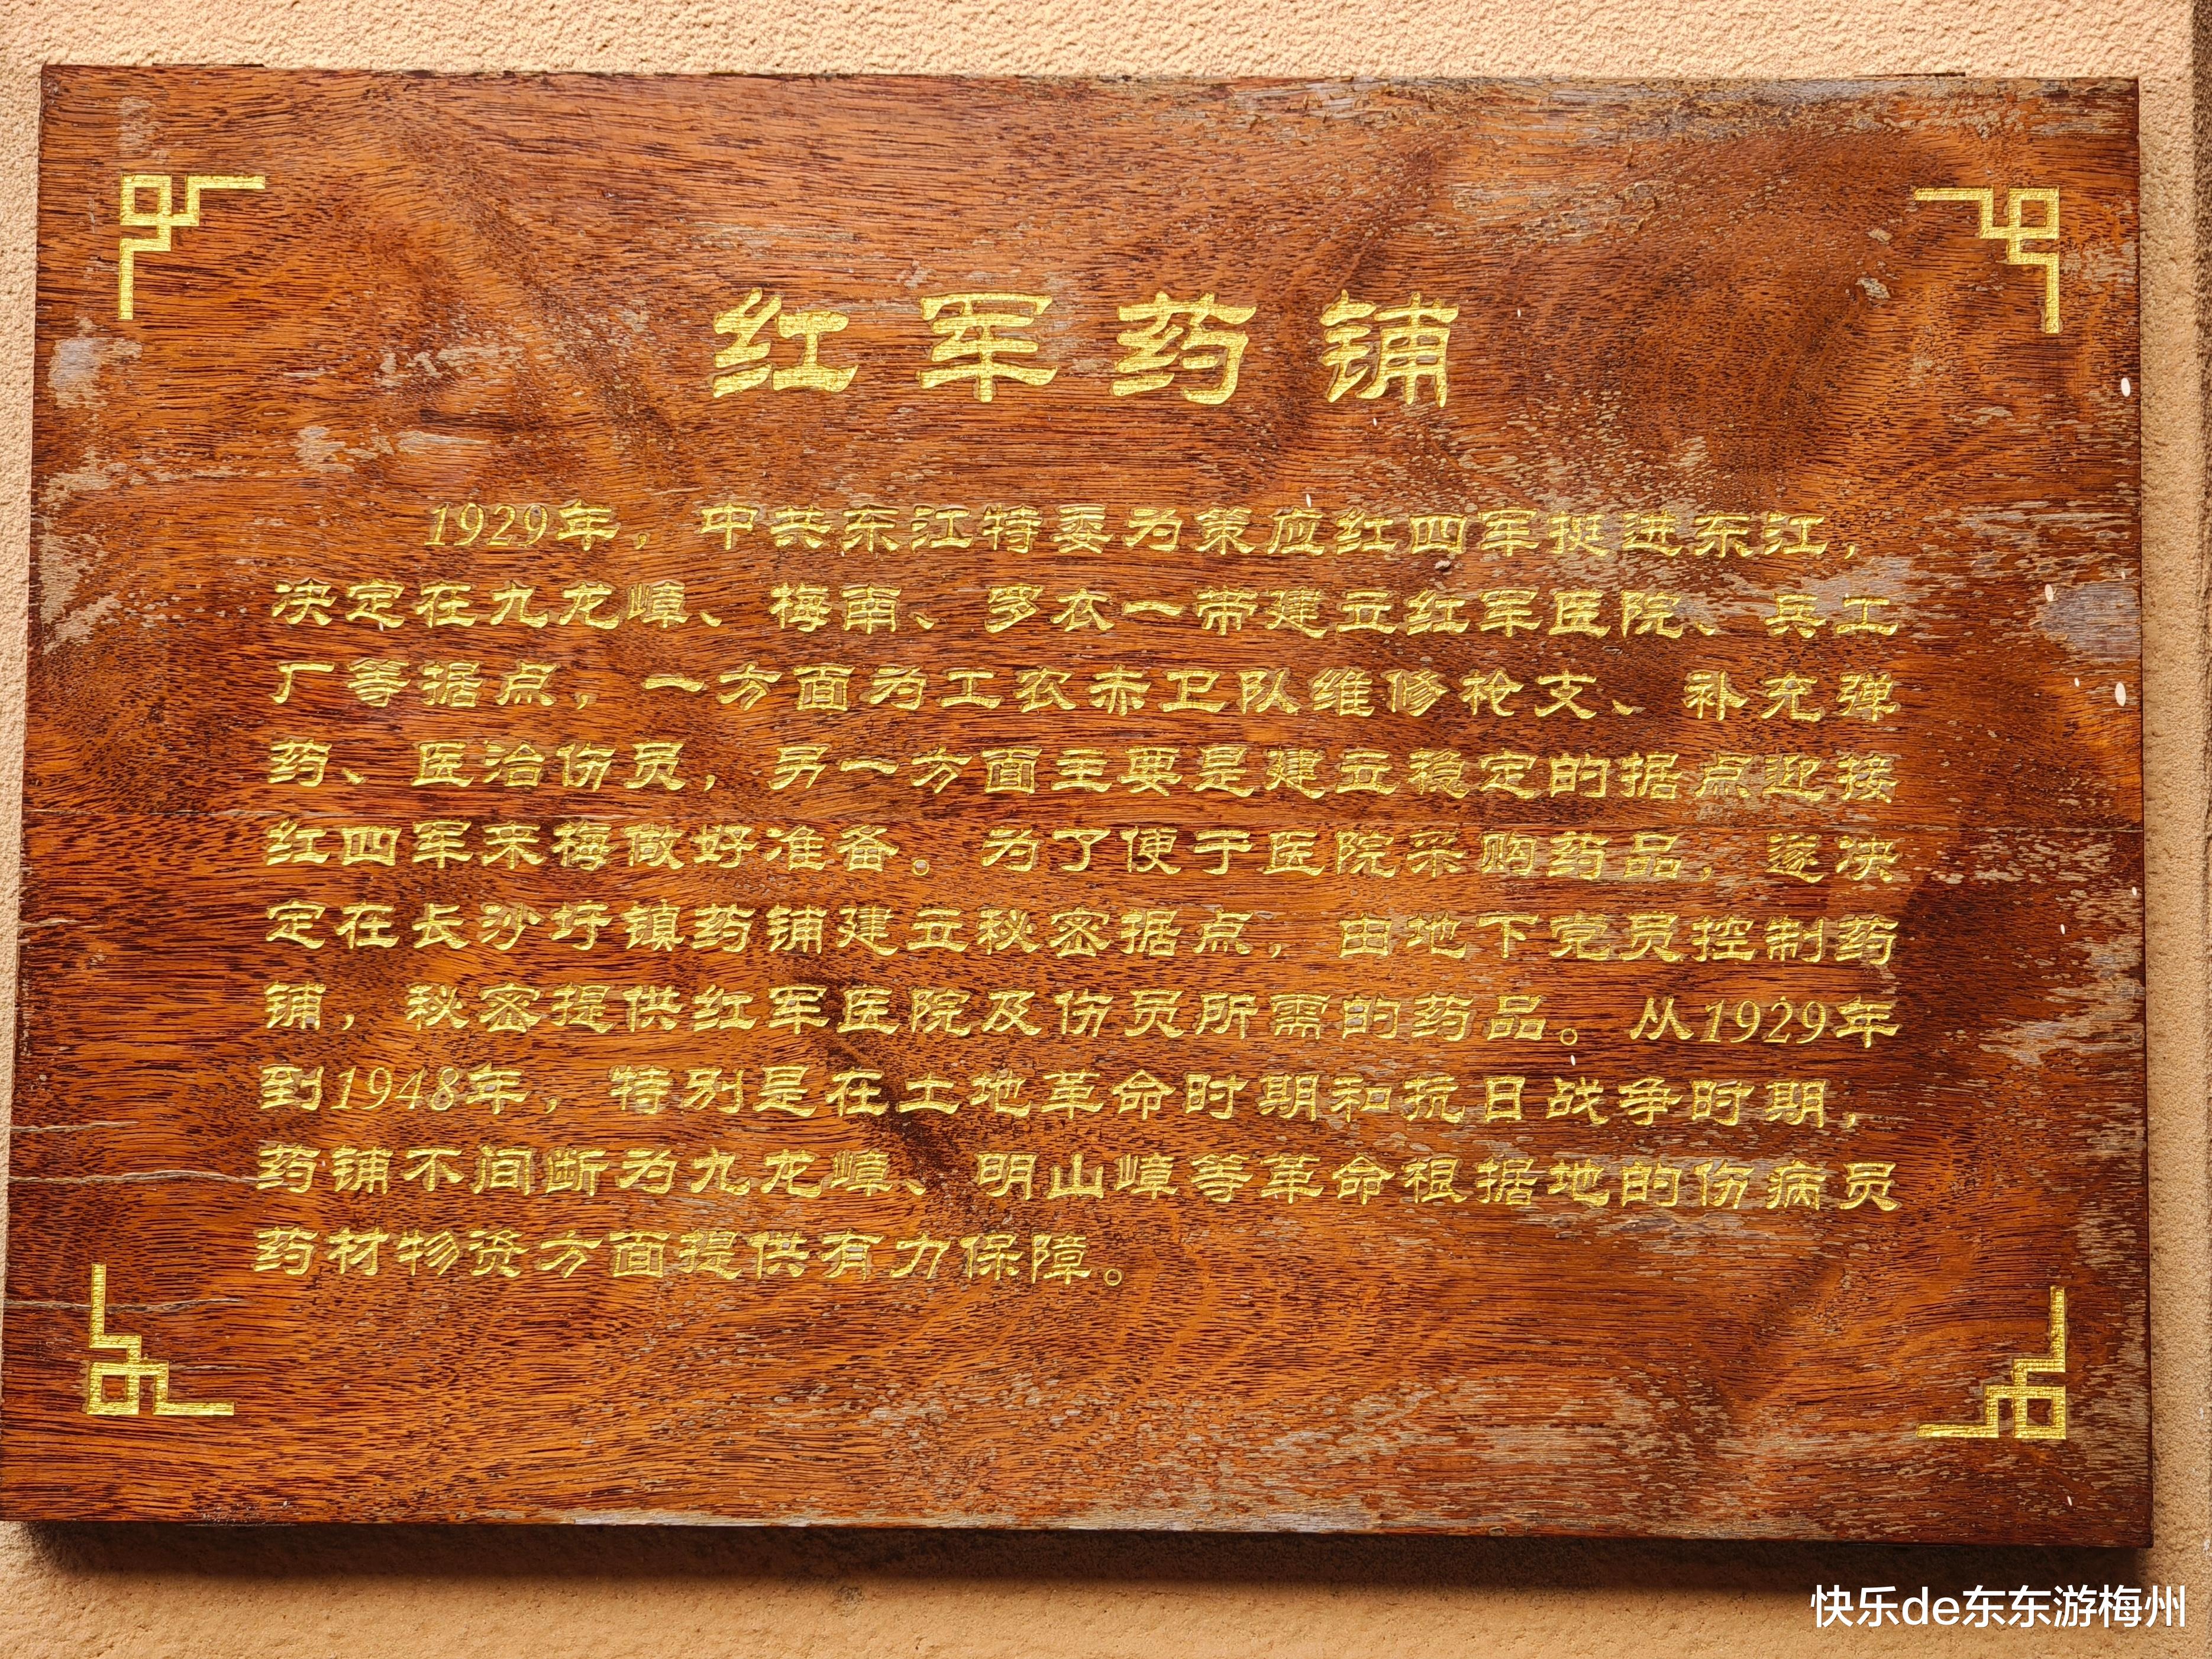 红军药铺
1929年，中共东江特委为策应红四军挺进东江，
决定在九龙嶂、梅南、罗衣一带建立红军医院、兵工
厂等据点，一方面为工农赤卫队维修枪支、补充弹
药、医治伤员，另一方面主要是建立稳定的据点迎接
红四军来梅做好准备。为了便于医院采购药品，遂决
定在长沙圩镇药铺建立秘密据点，由地下党员控制药
铺，秘密提供红军医院及伤员所需的药品。从1929年
到1948年，特别是在土地革命时期和抗日战争时期，
药铺不间断为九龙嶂、明山嶂等革命根据地的伤病员
药材物资方面提供有力保障。
快乐de东东游梅州